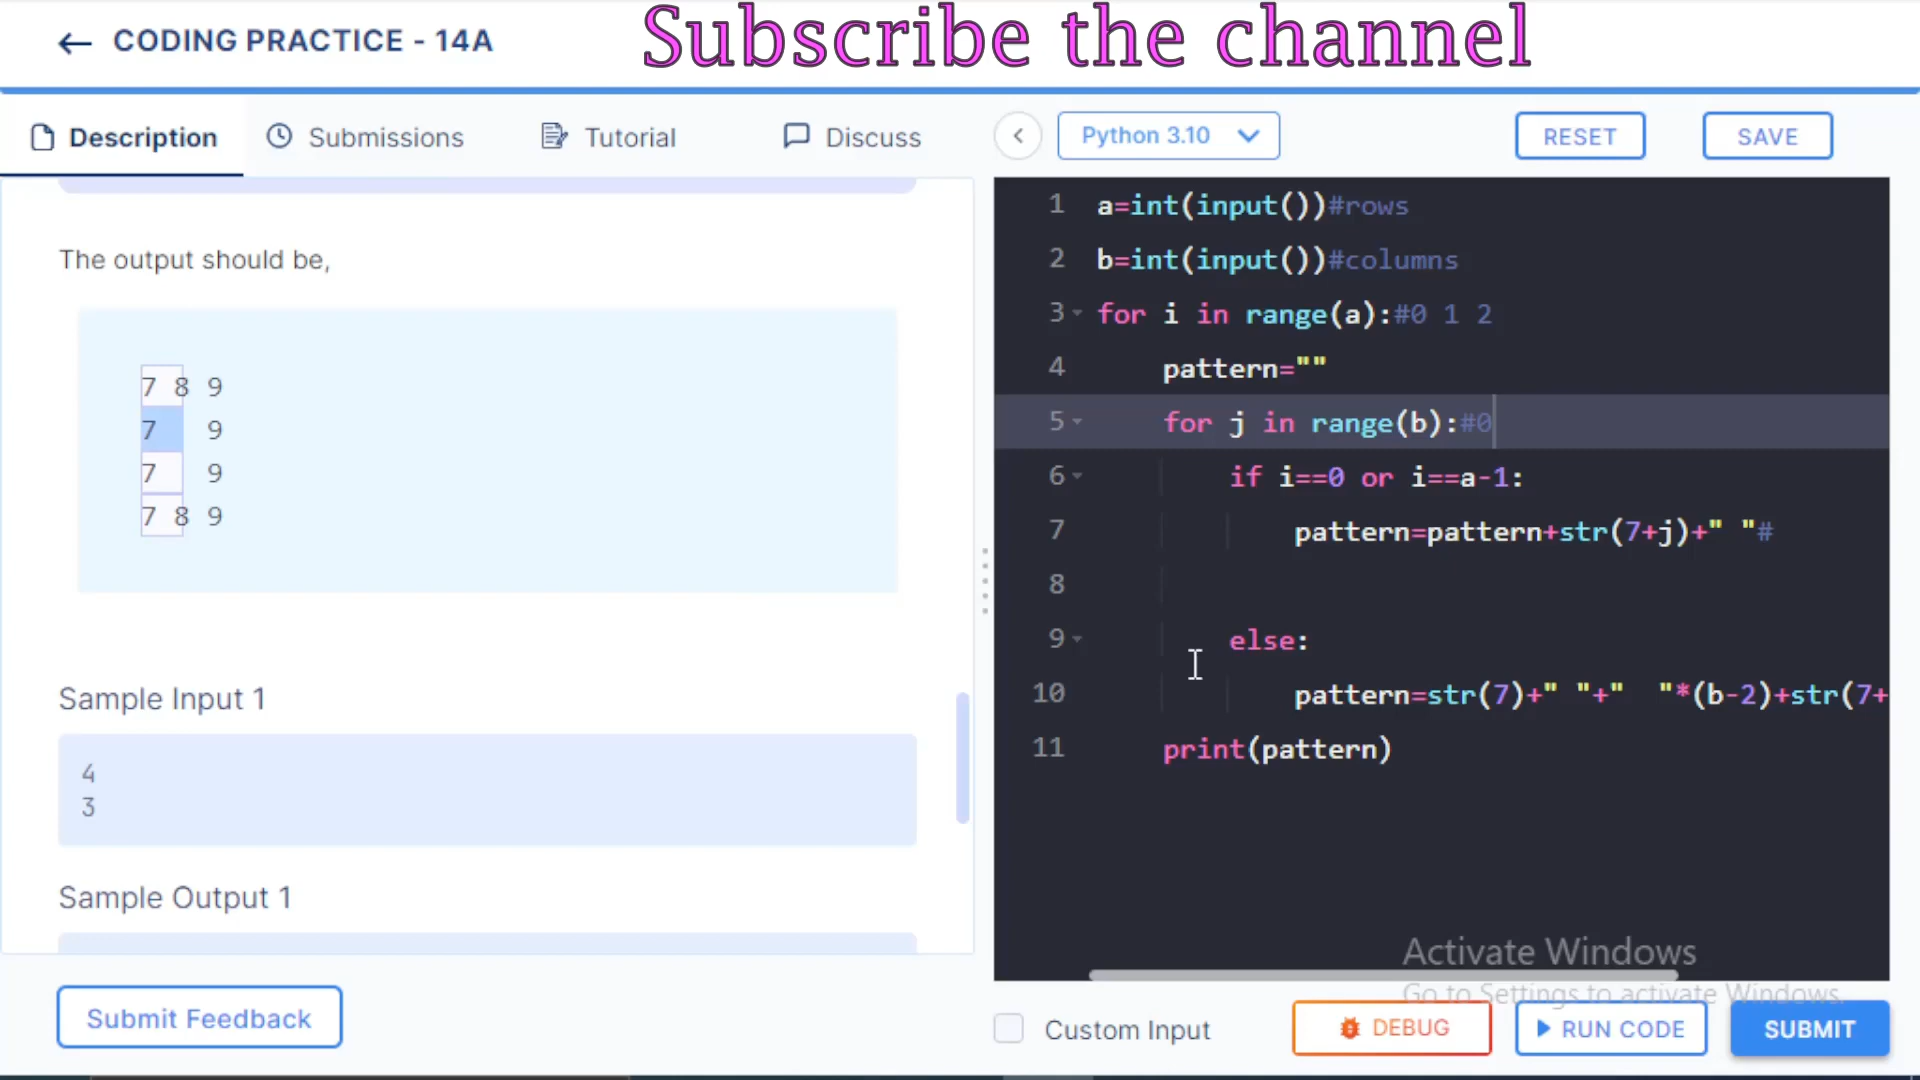 CODING PRACTICE - 14A
Subscribe the channel
Description
Submissions
Tutorial
Discuss
Python 3.10
RESET
SAVE
The output should be,
7 8 9
7   9
7   9
7 8 9
Sample Input 1
4
3
Sample Output 1
Submit Feedback
1 a=int(input())#rows
2 b=int(input())#columns
3 for i in range(a):#0 1 2
4     pattern=""
5     for j in range(b):#0
6         if i==0 or i==a-1:
7             pattern=pattern+str(7+j)+" "#
8
9         else:
10             pattern=str(7)+" "+"  "*(b-2)+str(7+
11     print(pattern)
Activate Windows
Go to Settings to activate Windows.
Custom Input
DEBUG
RUN CODE
SUBMIT